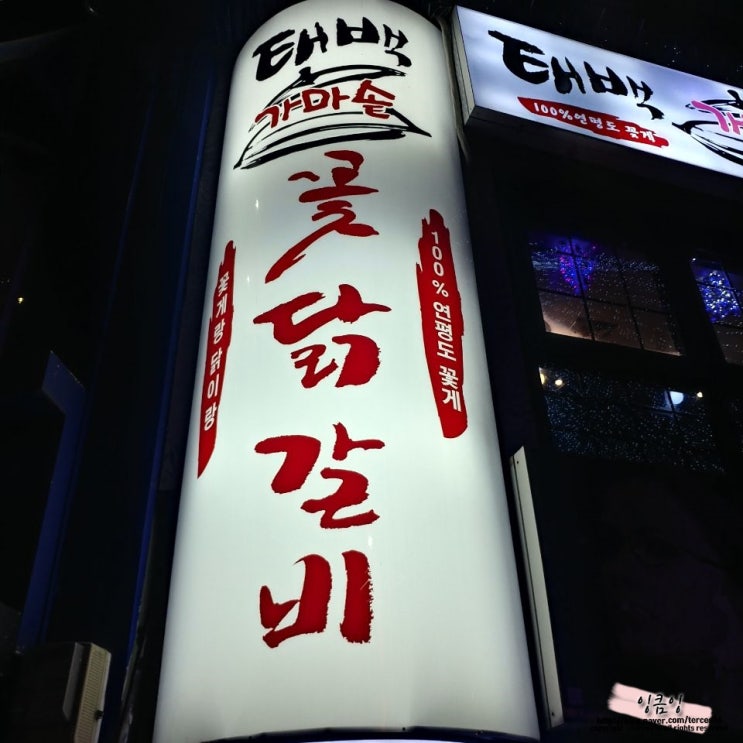 태백
가마솥
꽃
닭
갈
비
꽃게랑 닭이랑
100% 연평도 꽃게
태백
100%연평도 꽃게
잉큼잉